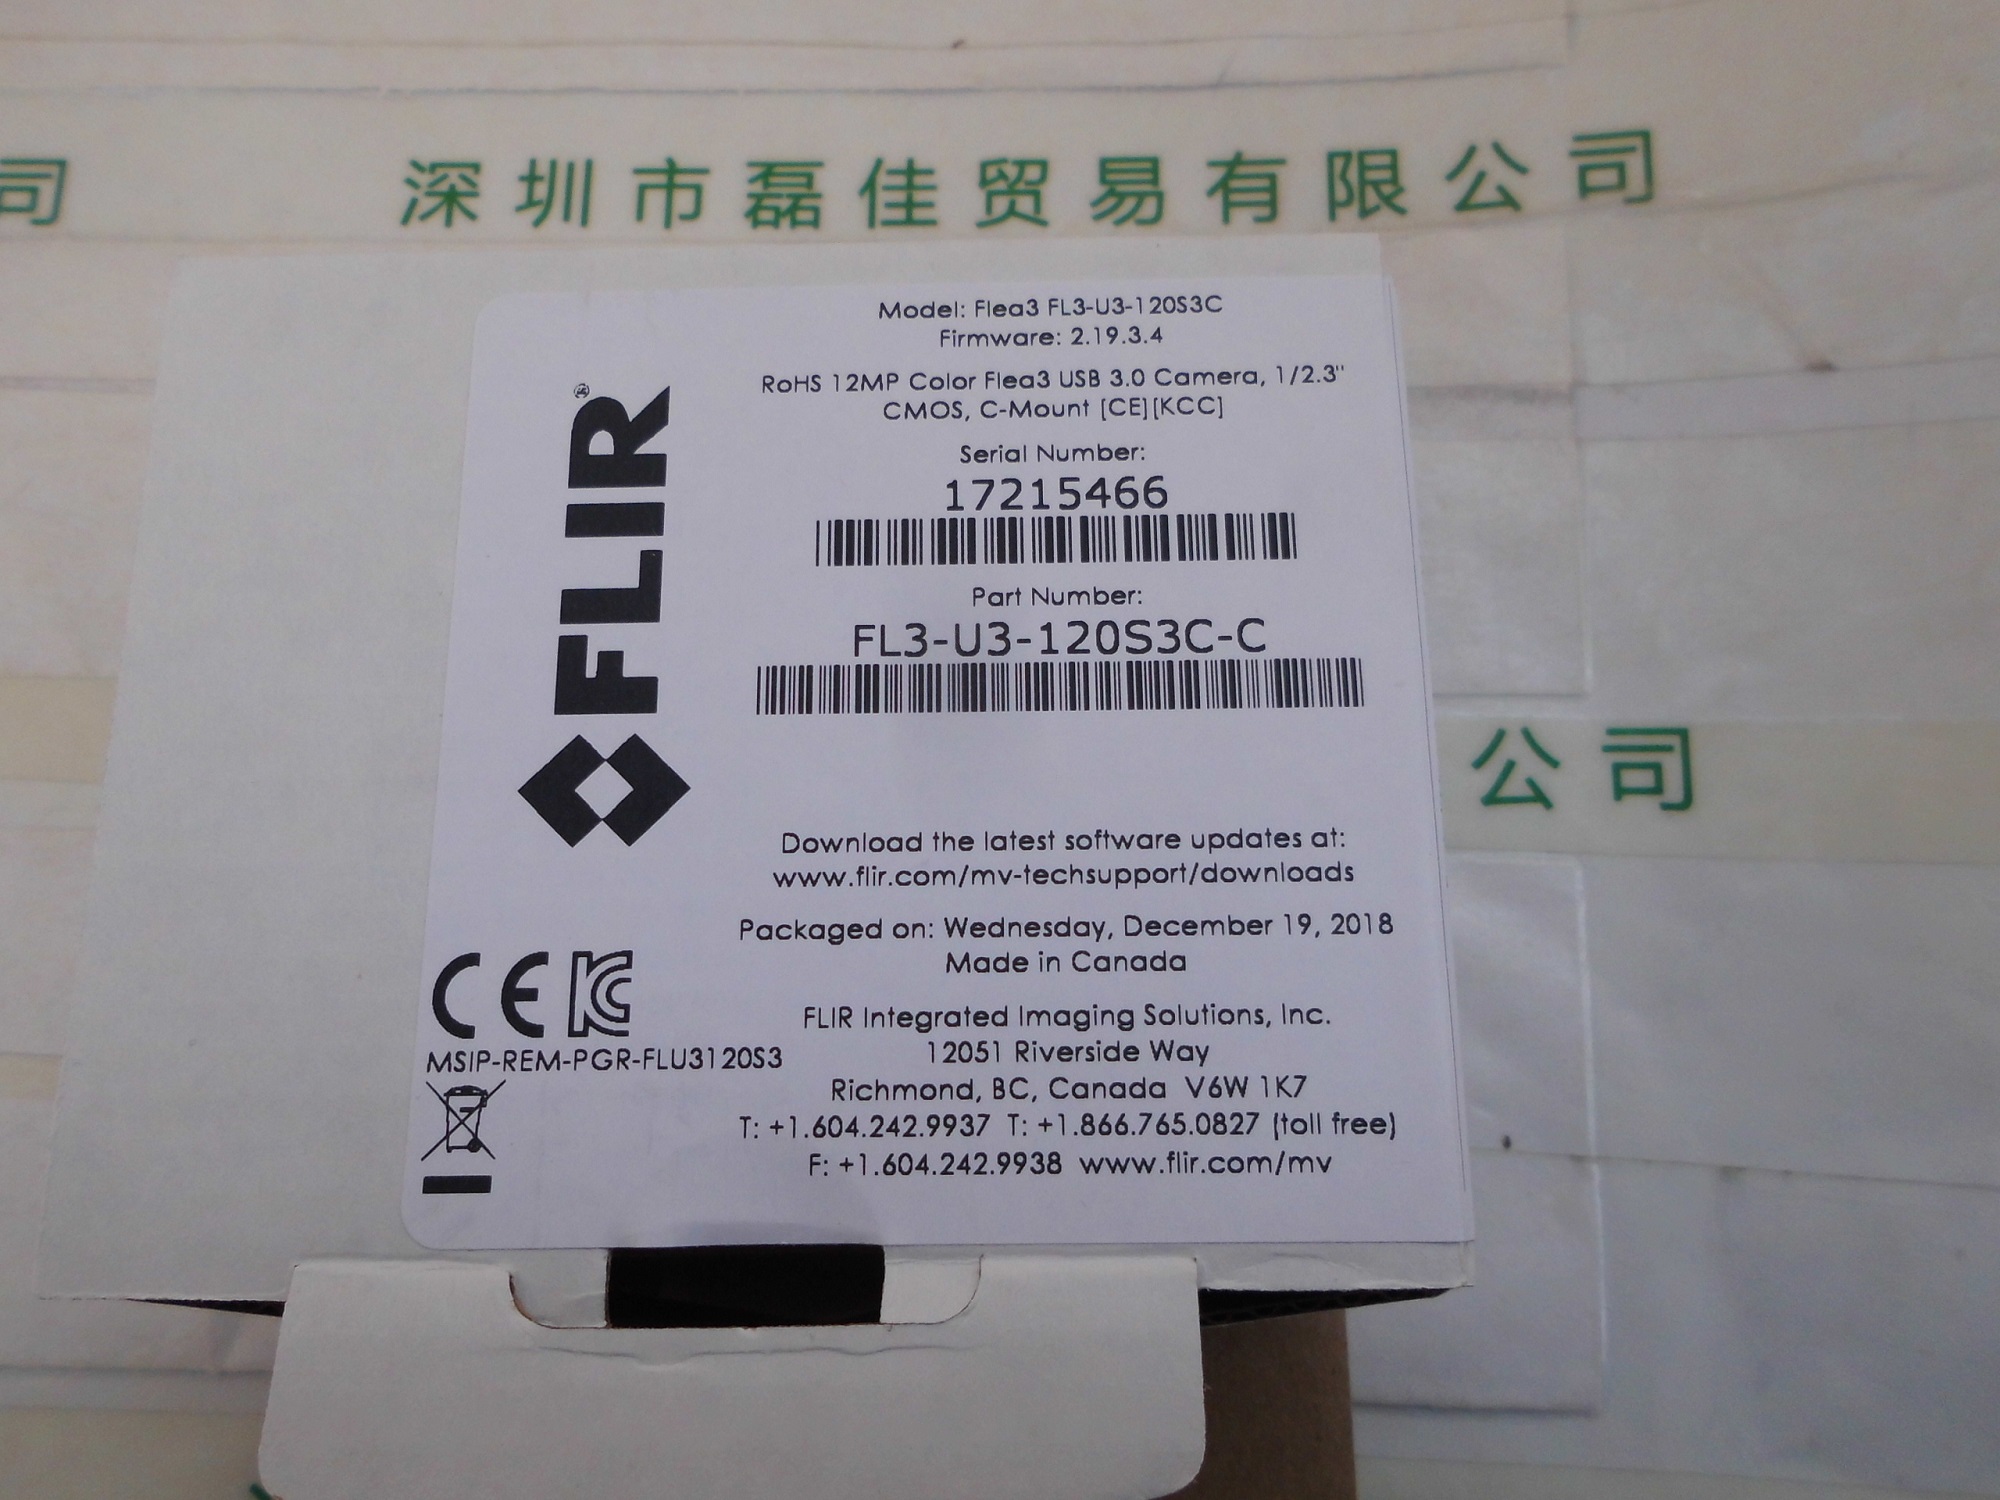 司 深圳市磊佳贸易有限公司
Model: Flea3 FL3-U3-120S3C
Firmware: 2.19.3.4
RoHS 12MP Color Flea3 USB 3.0 Camera, 1/2.3"
CMOS, C-Mount [CE][KCC]
Serial Number:
17215466
Part Number:
FL3-U3-120S3C-C
FLIR®
公司
Download the latest software updates at:
www.flir.com/mv-techsupport/downloads
Packaged on: Wednesday, December 19, 2018
Made in Canada
CE KC
MSIP-REM-PGR-FLU3120S3
FLIR Integrated Imaging Solutions, Inc.
12051 Riverside Way
Richmond, BC, Canada V6W 1K7
T: +1.604.242.9937 T: +1.866.765.0827 (toll free)
F: +1.604.242.9938 www.flir.com/mv